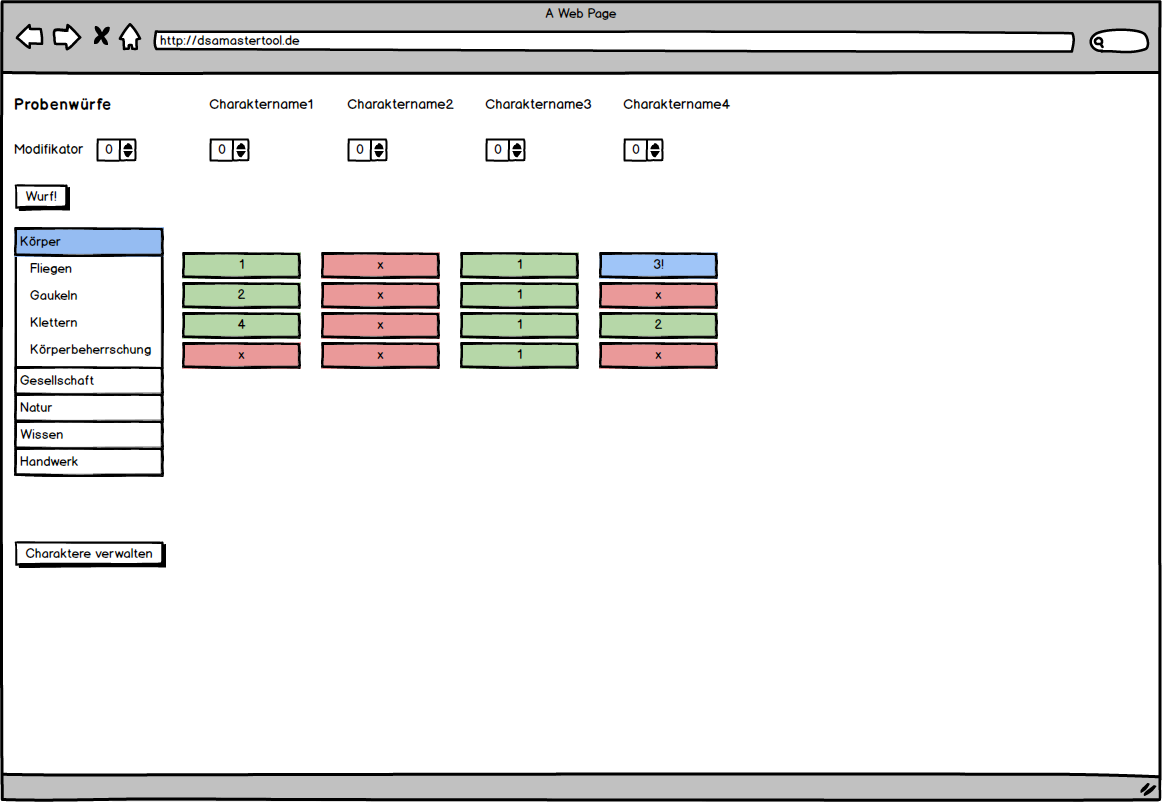 A Web Page
http://dsamastertool.de
Probenwürfe Charaktername1 Charaktername2 Charaktername3 Charaktername4
Modifikator 0 0 0 0 0
Wurf!
Körper
Fliegen 1 x 1 3!
Gaukeln 2 x 1 x
Klettern 4 x 1 2
Körperbeherrschung x x 1 x
Gesellschaft
Natur
Wissen
Handwerk
Charaktere verwalten